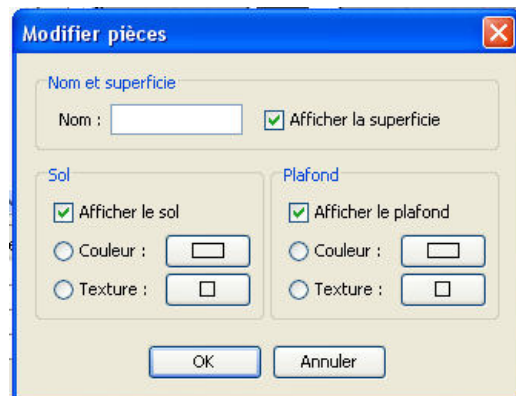 Modifier pièces
Nom et superficie
Nom :
Afficher la superficie
Sol
Afficher le sol
Couleur :
Texture :
Plafond
Afficher le plafond
Couleur :
Texture :
OK
Annuler